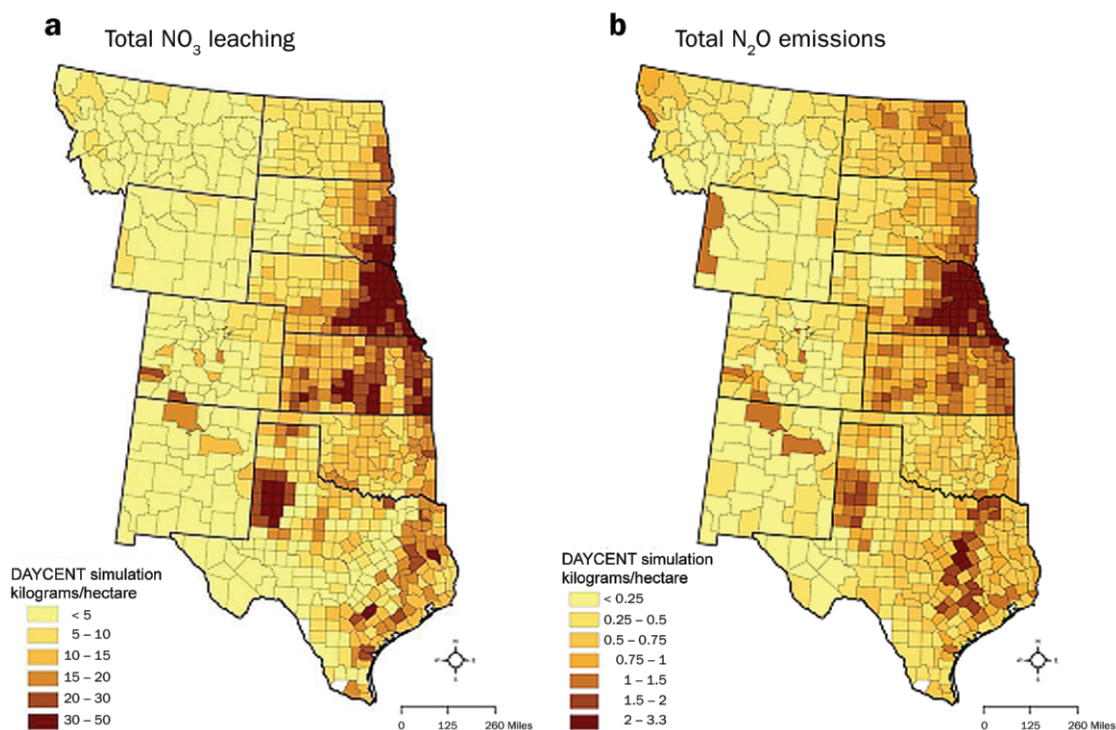 a
Total NO₃ leaching
DAYCENT simulation
kilograms/hectare
< 5
5 – 10
10 – 15
15 – 20
20 – 30
30 – 50
0 125 260 Miles
b
Total N₂O emissions
DAYCENT simulation
kilograms/hectare
< 0.25
0.25 – 0.5
0.5 – 0.75
0.75 – 1
1 – 1.5
1.5 – 2
2 – 3.3
0 125 260 Miles